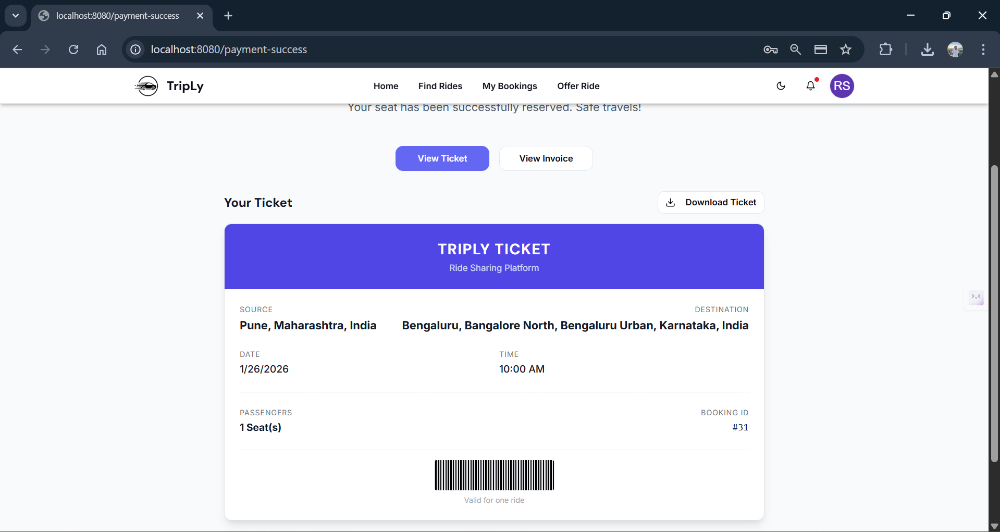 localhost:8080/payment-success
localhost:8080/payment-success
TripLy
Home Find Rides My Bookings Offer Ride
RS
Your seat has been successfully reserved. Safe travels!
View Ticket View Invoice
Your Ticket
Download Ticket
TRIPLY TICKET
Ride Sharing Platform
SOURCE DESTINATION
Pune, Maharashtra, India Bengaluru, Bangalore North, Bengaluru Urban, Karnataka, India
DATE TIME
1/26/2026 10:00 AM
PASSENGERS BOOKING ID
1 Seat(s) #31
Valid for one ride